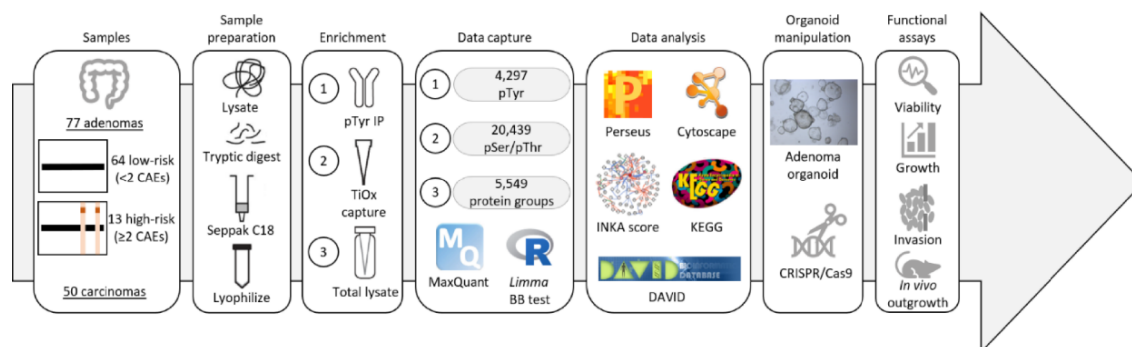 Samples
77 adenomas
64 low-risk
(<2 CAEs)
13 high-risk
(≥2 CAEs)
50 carcinomas
Sample
preparation
Lysate
Tryptic digest
Seppak C18
Lyophilize
Enrichment
1
pTyr IP
2
TiOx
capture
3
Total lysate
Data capture
1
4,297
pTyr
2
20,439
pSer/pThr
3
5,549
protein groups
MQ
MaxQuant
R
Limma
BB test
Data analysis
P
Perseus
Cytoscape
INKA score
KEGG
KEGG
DAVID
DATABASE
DAVID
Organoid
manipulation
Adenoma
organoid
CRISPR/Cas9
Functional
assays
Viability
Growth
Invasion
In vivo
outgrowth